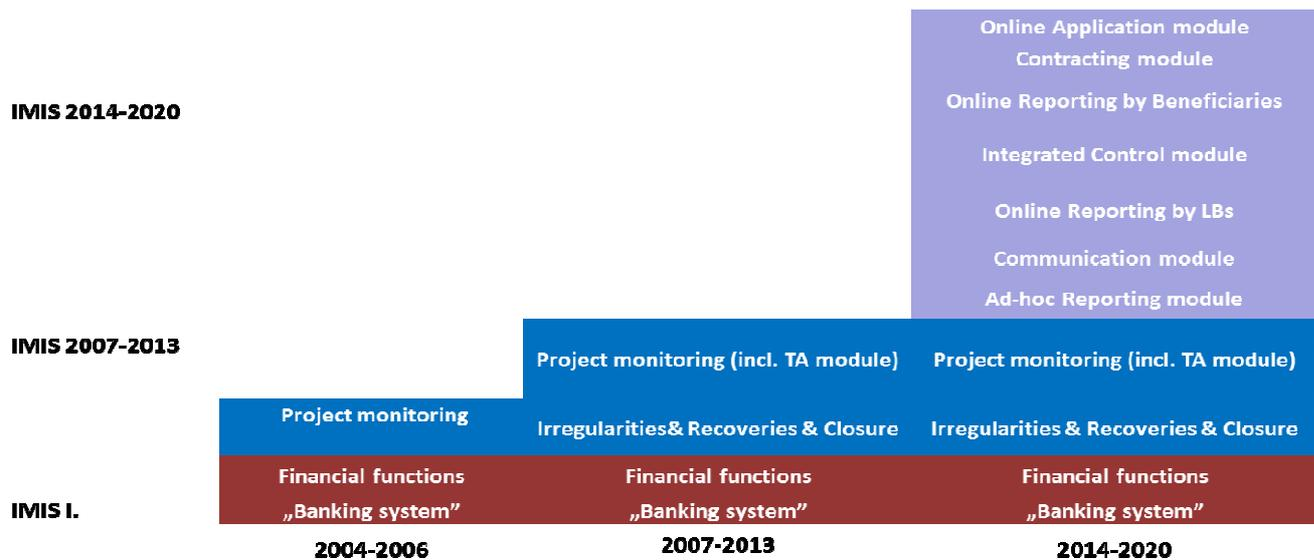 Online Application module
Contracting module
IMIS 2014-2020
Online Reporting by Beneficiaries
Integrated Control module
Online Reporting by LBs
Communication module
Ad-hoc Reporting module
IMIS 2007-2013
Project monitoring (incl. TA module)
Project monitoring (incl. TA module)
Project monitoring
Irregularities& Recoveries & Closure
Irregularities & Recoveries & Closure
Financial functions
Financial functions
Financial functions
IMIS I.
„Banking system”
„Banking system”
„Banking system”
2004-2006
2007-2013
2014-2020